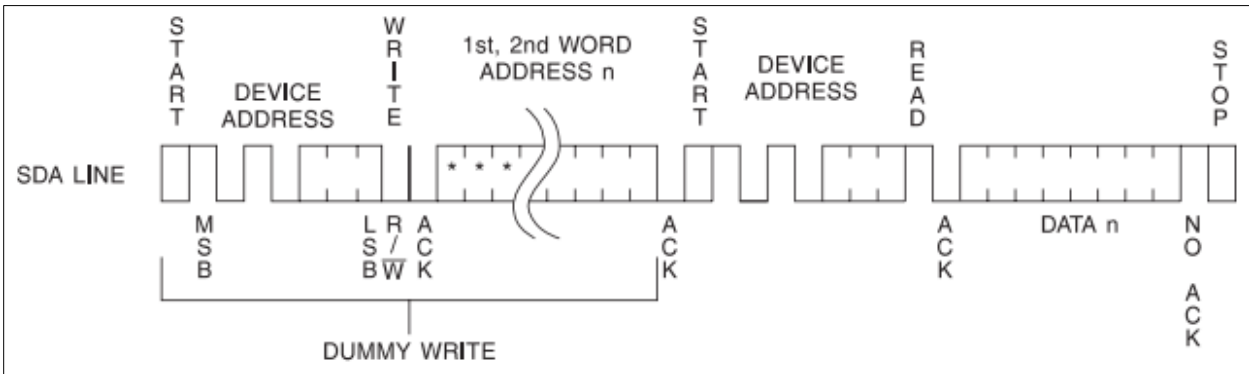 START
WRITE
1st, 2nd WORD
ADDRESS n
START
READ
STOP
DEVICE
ADDRESS
DEVICE
ADDRESS
SDA LINE
* * *
MSB
LSB
R/W̅
ACK
ACK
ACK
DATA n
NO ACK
DUMMY WRITE